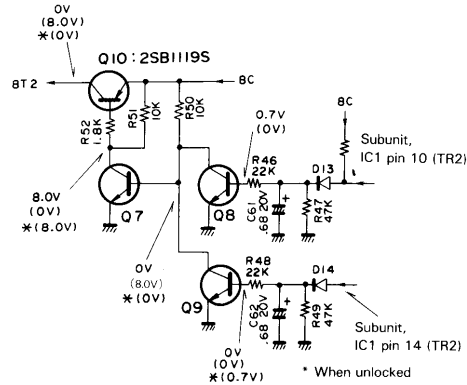 0V
(8.0V)
*(0V)
Q10:2SB1119S
8T2
8C
R52
1.8K
R51
10K
R50
10K
0.7V
(0V)
8C
Subunit,
IC1 pin 10 (TR2)
R46
22K
D13
8.0V
(0V)
*(8.0V)
Q7
Q8
C61
.68 20V
+
R47
47K
0V
(8.0V)
*(0V)
R48
22K
D14
Q9
C62
.68 20V
+
R49
47K
0V
(0V)
*(0.7V)
Subunit,
IC1 pin 14 (TR2)
* When unlocked